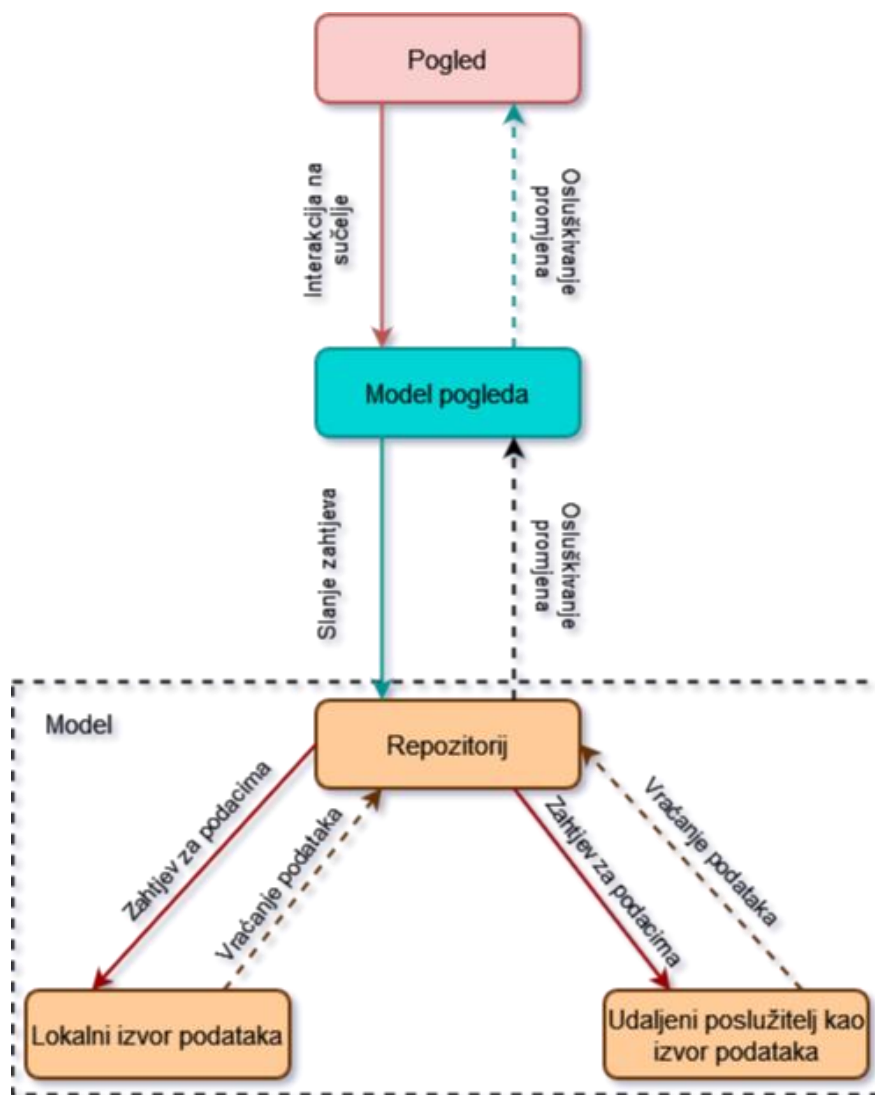 Pogled
Interakcija na
sučelje
Osluškivanje
promjena
Model pogleda
Slanje zahtjeva
Osluškivanje
promjena
Model
Repozitorij
Zahtjev za podacima
Vraćanje podataka
Zahtjev za podacima
Vraćanje podataka
Lokalni izvor podataka
Udaljeni poslužitelj kao
izvor podataka